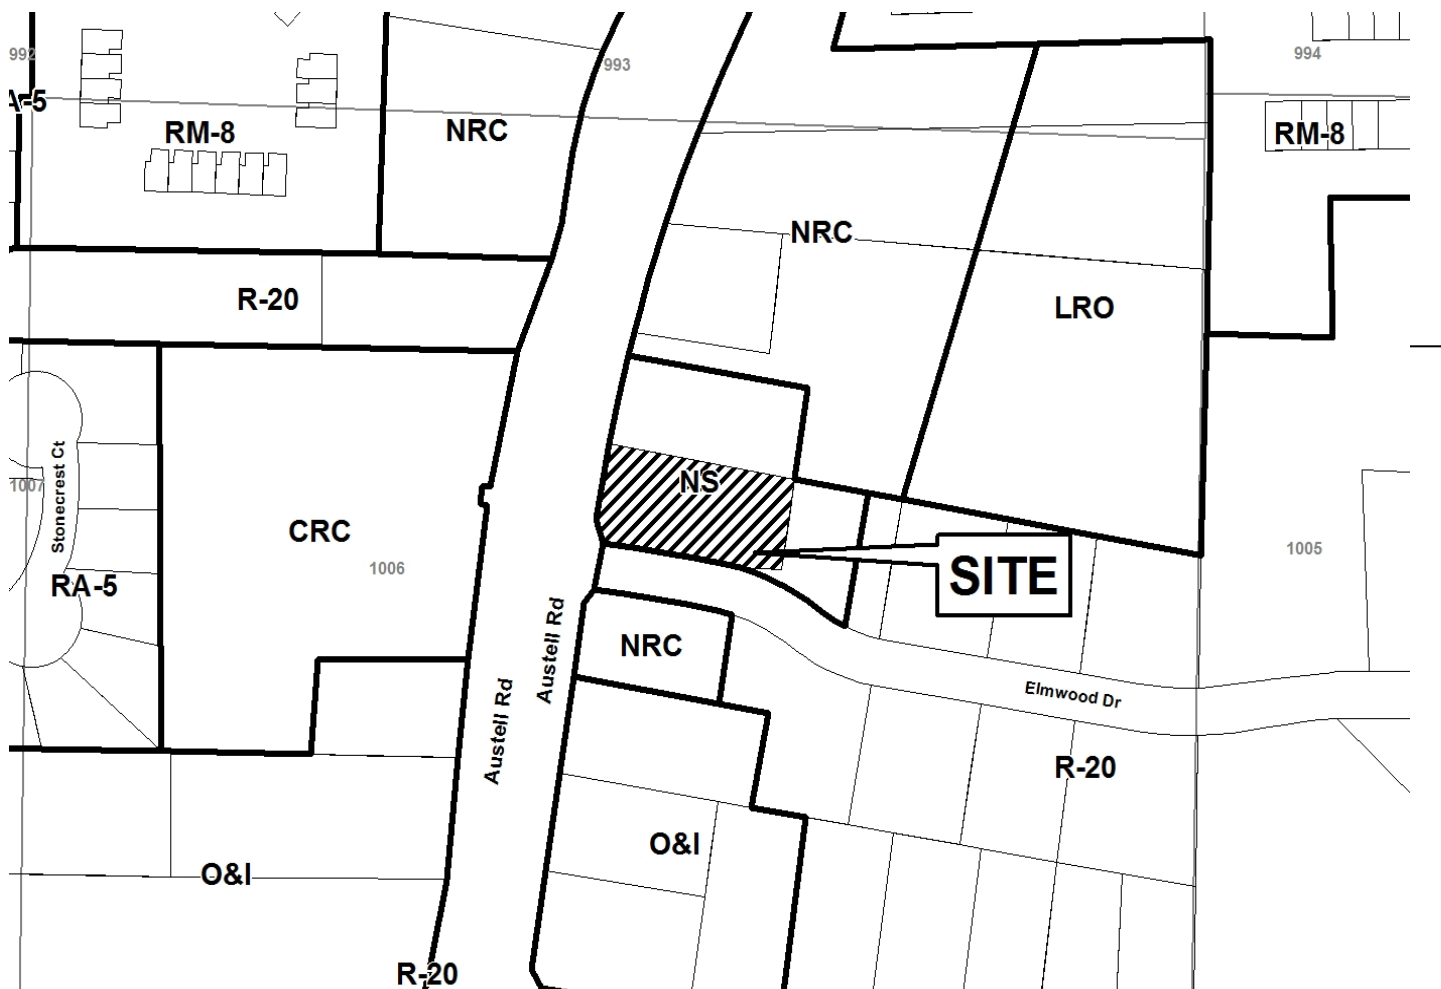 992
993
994
A-5
RM-8
NRC
RM-8
NRC
R-20
LRO
NS
1007
Stonecrest Ct
CRC
1006
1005
RA-5
SITE
NRC
Austell Rd
Austell Rd
Elmwood Dr
R-20
O&I
O&I
R-20